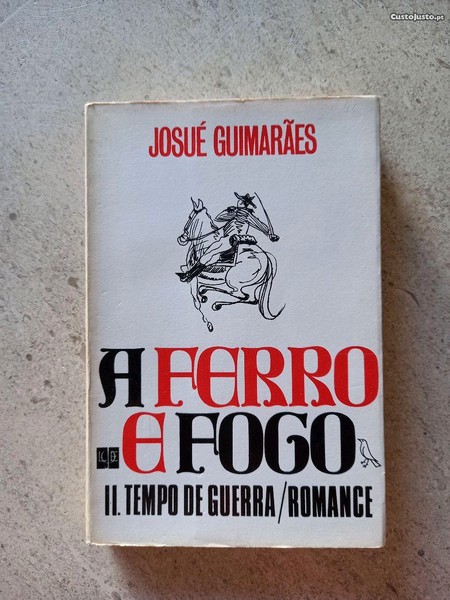 CustoJusto.pt
JOSUÉ GUIMARÃES
A FERRO
E FOGO
II. TEMPO DE GUERRA/ROMANCE